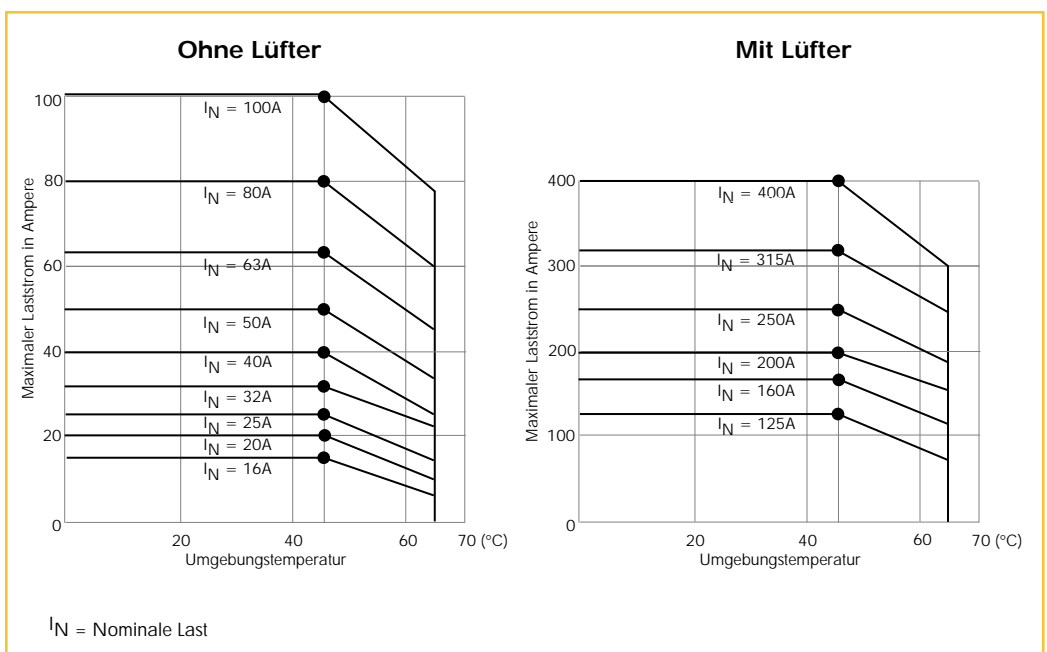 Ohne Lüfter
Maximaler Laststrom in Ampere
100
80
60
40
20
0
IN = 100A
IN = 80A
IN = 63A
IN = 50A
IN = 40A
IN = 32A
IN = 25A
IN = 20A
IN = 16A
20 40 60 70 (°C)
Umgebungstemperatur
Mit Lüfter
Maximaler Laststrom in Ampere
400
300
200
100
0
IN = 400A
IN = 315A
IN = 250A
IN = 200A
IN = 160A
IN = 125A
20 40 60 70 (°C)
Umgebungstemperatur
IN = Nominale Last